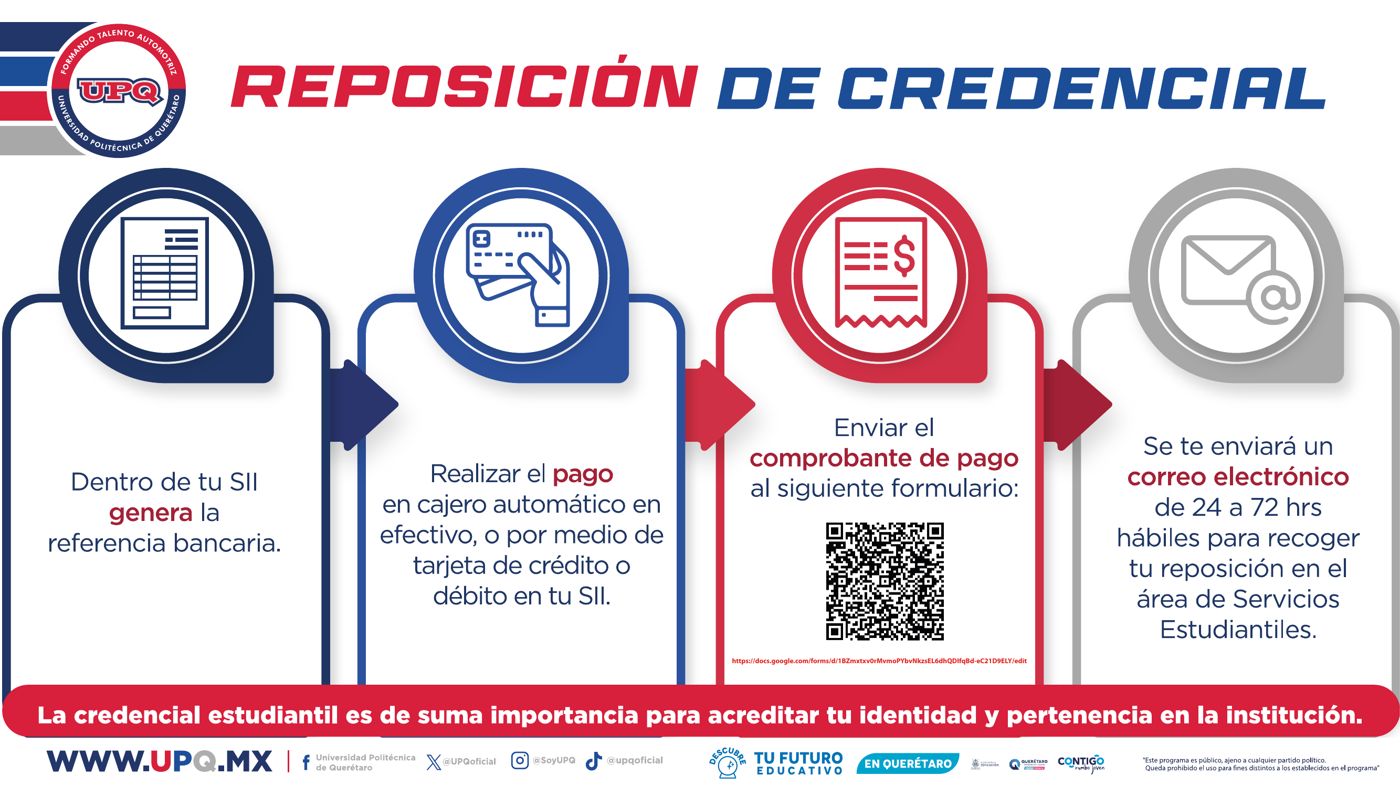 FORMANDO TALENTO AUTOMOTRIZ
UPQ
UNIVERSIDAD POLITÉCNICA DE QUERÉTARO
REPOSICIÓN DE CREDENCIAL
Dentro de tu SII
genera la
referencia bancaria.
Realizar el pago
en cajero automático en
efectivo, o por medio de
tarjeta de crédito o
débito en tu SII.
Enviar el
comprobante de pago
al siguiente formulario:
Se te enviará un
correo electrónico
de 24 a 72 hrs
hábiles para recoger
tu reposición en el
área de Servicios
Estudiantiles.
La credencial estudiantil es de suma importancia para acreditar tu identidad y pertenencia en la institución.
WWW.UPQ.MX
Universidad Politécnica
de Querétaro
@UPQoficial
@SoyUPQ
@upqoficial
DESCUBRE
TU FUTURO
EDUCATIVO
EN QUERÉTARO
QUERÉTARO
CONTIGO
"Este programa es público, ajeno a cualquier partido político.
Queda prohibido el uso para fines distintos a los establecidos en el programa"